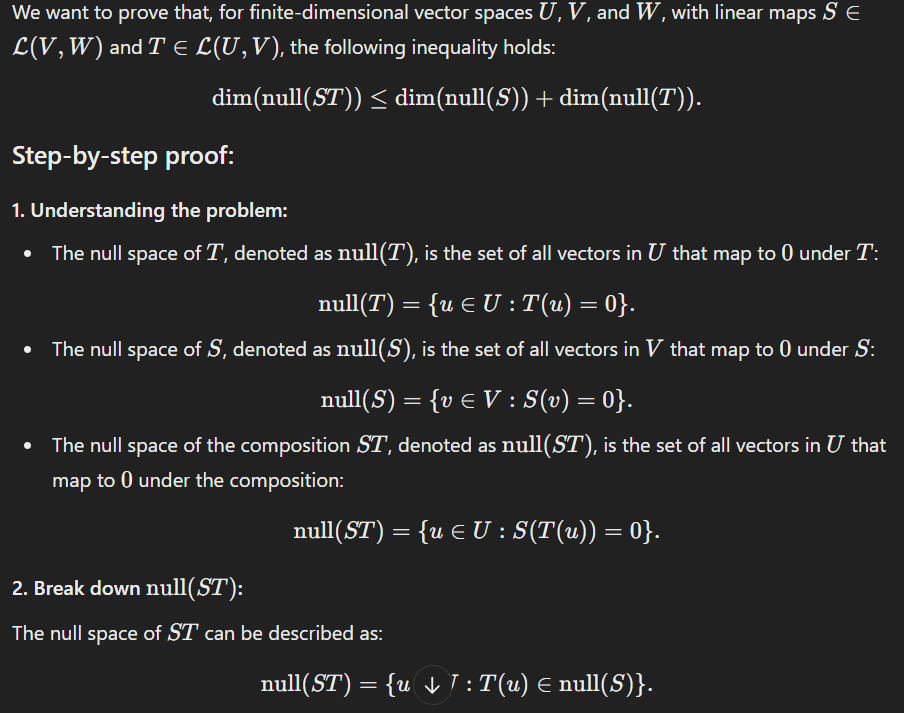 We want to prove that, for finite-dimensional vector spaces U, V, and W, with linear maps S ∈
ℒ(V, W) and T ∈ ℒ(U, V), the following inequality holds:
dim(null(ST)) ≤ dim(null(S)) + dim(null(T)).
Step-by-step proof:
1. Understanding the problem:
• The null space of T, denoted as null(T), is the set of all vectors in U that map to 0 under T:
null(T) = {u ∈ U : T(u) = 0}.
• The null space of S, denoted as null(S), is the set of all vectors in V that map to 0 under S:
null(S) = {v ∈ V : S(v) = 0}.
• The null space of the composition ST, denoted as null(ST), is the set of all vectors in U that
map to 0 under the composition:
null(ST) = {u ∈ U : S(T(u)) = 0}.
2. Break down null(ST):
The null space of ST can be described as:
null(ST) = {u : T(u) ∈ null(S)}.